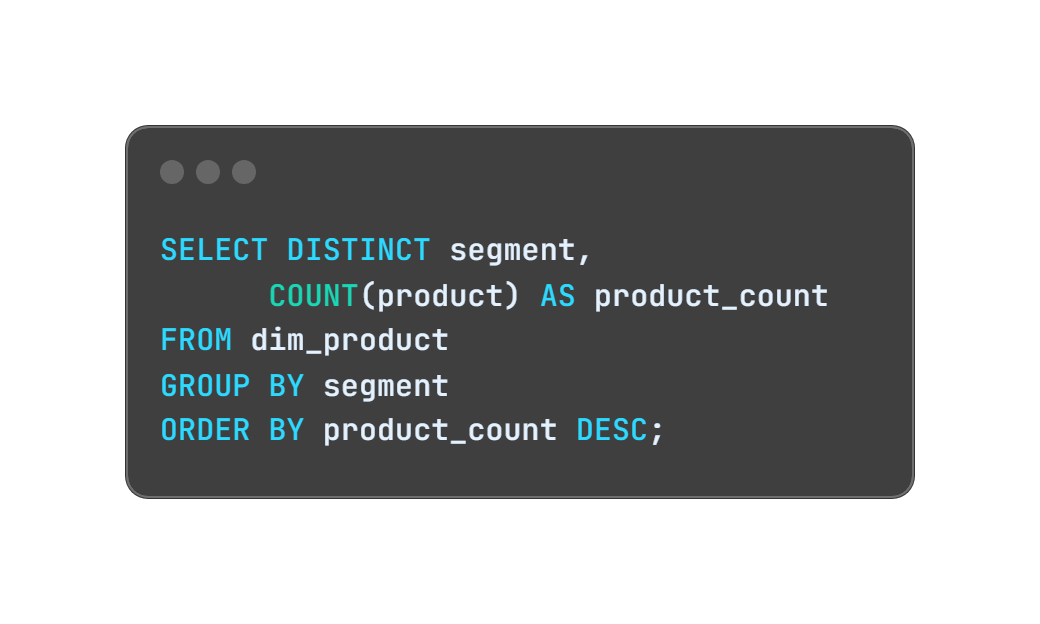 SELECT DISTINCT segment,
      COUNT(product) AS product_count
FROM dim_product
GROUP BY segment
ORDER BY product_count DESC;